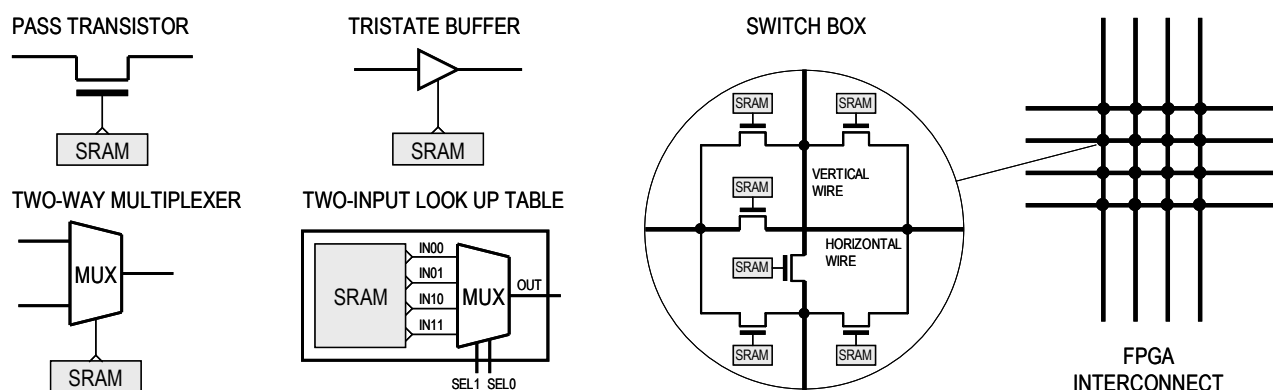 PASS TRANSISTOR
SRAM
TRISTATE BUFFER
SRAM
TWO-WAY MULTIPLEXER
MUX
SRAM
TWO-INPUT LOOK UP TABLE
SRAM
IN00
IN01
IN10
IN11
MUX
OUT
SEL1 SEL0
SWITCH BOX
SRAM
SRAM
VERTICAL
WIRE
SRAM
HORIZONTAL
WIRE
SRAM
SRAM
SRAM
FPGA
INTERCONNECT